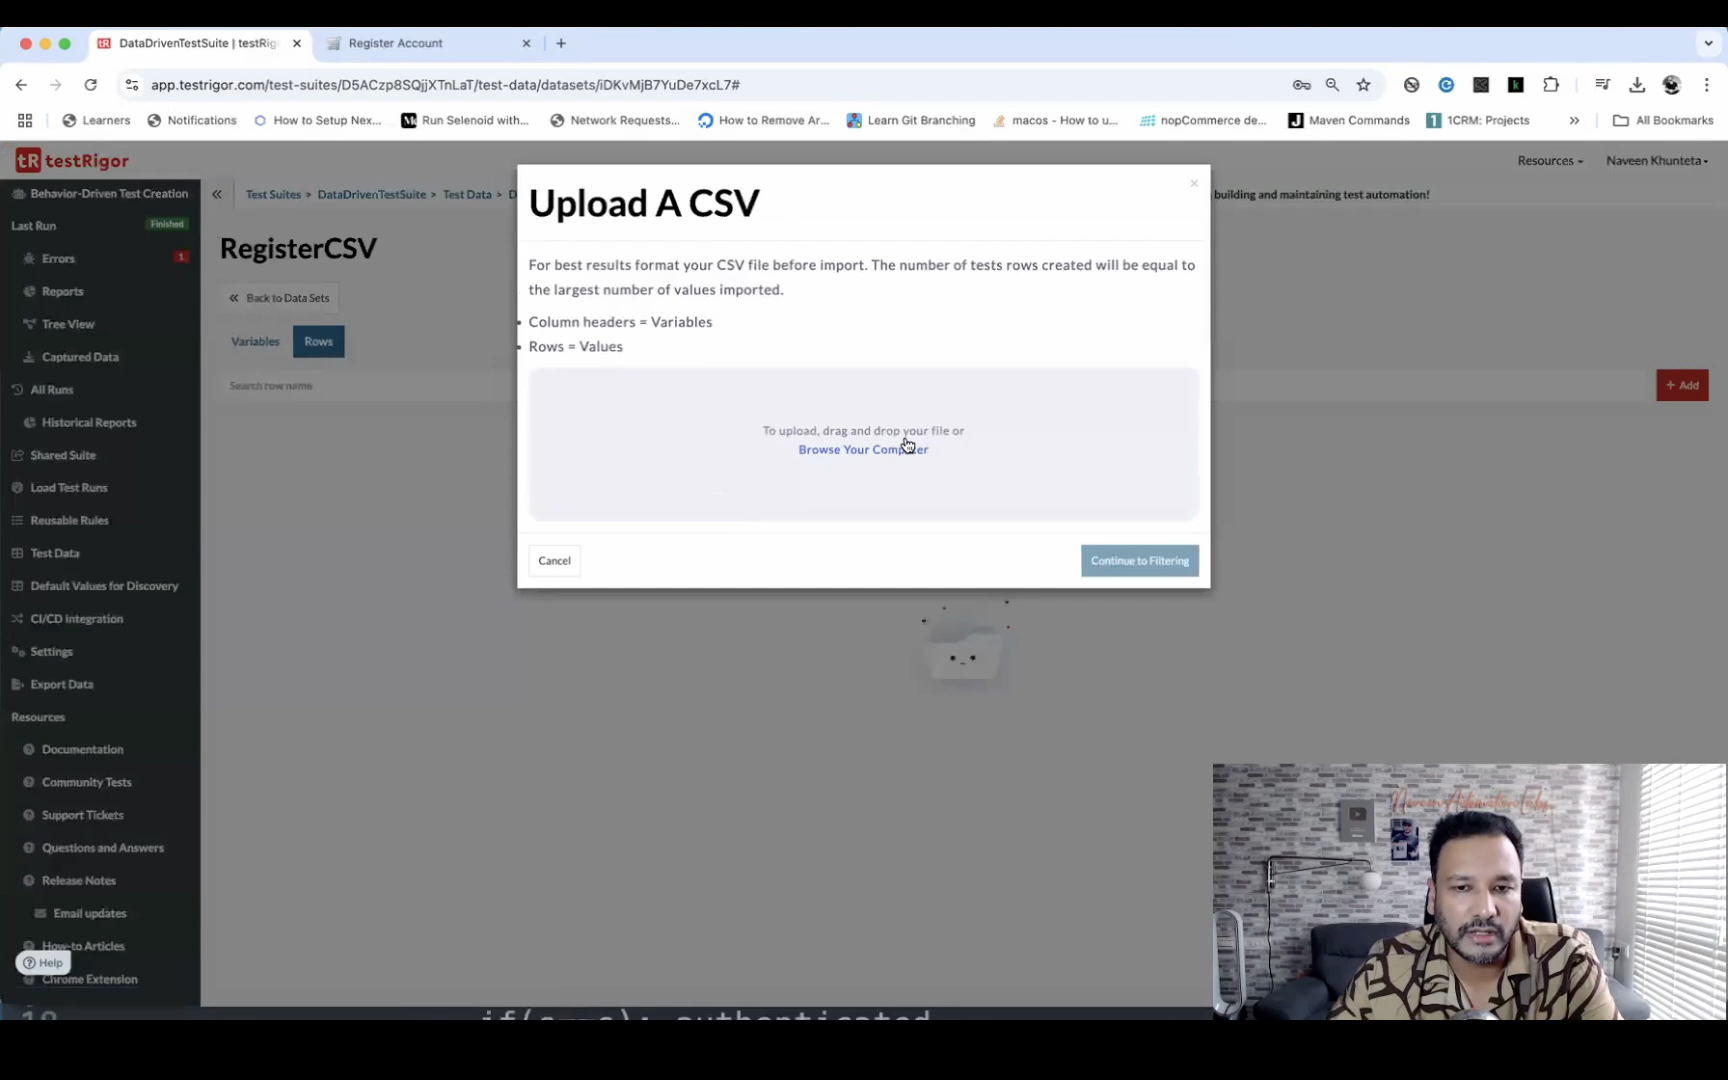 DataDrivenTestSuite | testRig
Register Account
app.testrigor.com/test-suites/D5ACzp8SQjjXTnLaT/test-data/datasets/iDKvMjB7YuDe7xcL7#
Learners
Notifications
How to Setup Nex...
Run Selenoid with...
Network Requests...
How to Remove Ar...
Learn Git Branching
macos - How to u...
nopCommerce de...
Maven Commands
1CRM: Projects
All Bookmarks
tR testRigor
Resources
Naveen Khunteta
Behavior-Driven Test Creation
Test Suites > DataDrivenTestSuite > Test Data > D
building and maintaining test automation!
Last Run
Finished
Errors
1
Reports
Tree View
Captured Data
All Runs
Historical Reports
Shared Suite
Load Test Runs
Reusable Rules
Test Data
Default Values for Discovery
CI/CD Integration
Settings
Export Data
Resources
Documentation
Community Tests
Support Tickets
Questions and Answers
Release Notes
Email updates
How-to Articles
Help
Chrome Extension
RegisterCSV
Back to Data Sets
Variables
Rows
Search row name
+ Add
Upload A CSV
For best results format your CSV file before import. The number of tests rows created will be equal to
the largest number of values imported.
Column headers = Variables
Rows = Values
To upload, drag and drop your file or
Browse Your Computer
Cancel
Continue to Filtering
NaveenAutomationLabs